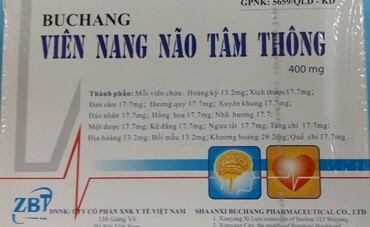 GPNK: 5659/QLD - KD
BUCHANG
VIÊN NANG NÃO TÂM THÔNG
400 mg
Thành phần: Mỗi viên chứa: Hoàng kỳ 13.2mg; Xích thược 17.7mg;
Đan sâm 17.7mg; Đương quy 17.7mg; Xuyên khung 17.7mg;
Đào nhân 17.7mg; Hồng hoa 17.7mg; Nhũ hương 17.7;
Một dược 17.7mg; Kê đằng 17.7mg; Ngưu tất 17.7mg; Tang chi 17.7mg;
Địa hoàng 13.2mg; Bối mẫu 13.2mg; Khương hoàng 29.2mg; Quế chi 17.7mg.
ZBT
DNNK: CTY CỔ PHẦN XNK Y TẾ VIỆT NAM
138 Giảng Võ
SHAANXI BUCHANG PHARMACEUTICAL CO., LTD